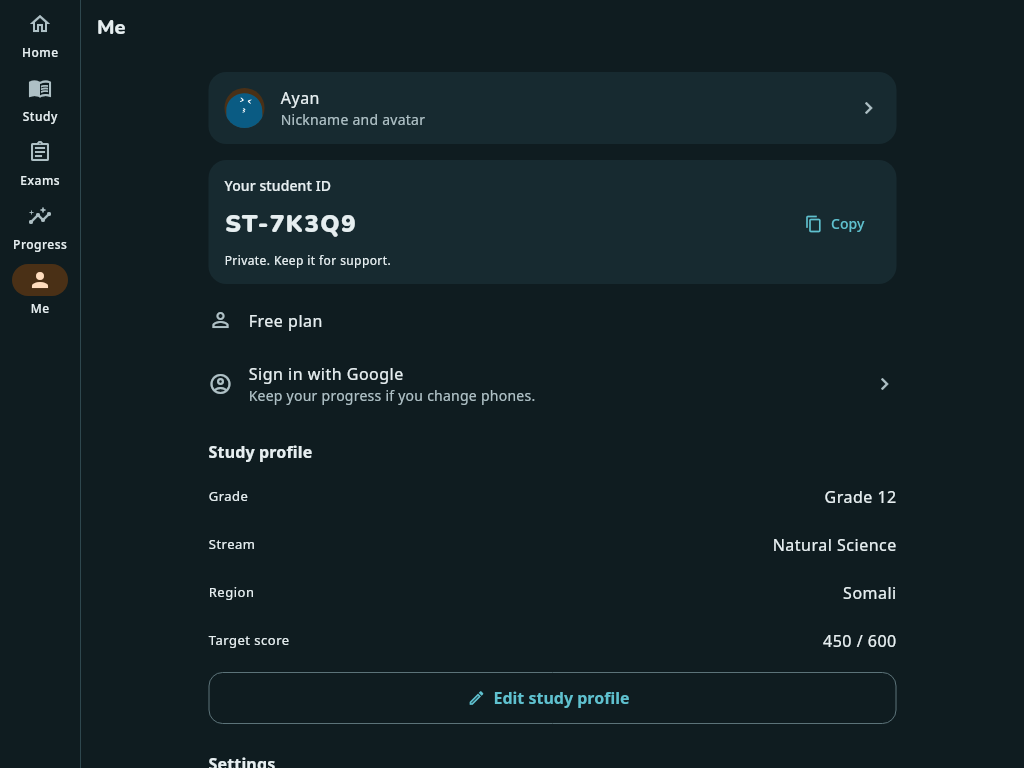 Me
Home
Study
Exams
Progress
Me
Ayan
Nickname and avatar
Your student ID
ST-7K3Q9
Copy
Private. Keep it for support.
Free plan
Sign in with Google
Keep your progress if you change phones.
Study profile
Grade
Grade 12
Stream
Natural Science
Region
Somali
Target score
450 / 600
Edit study profile
Settings